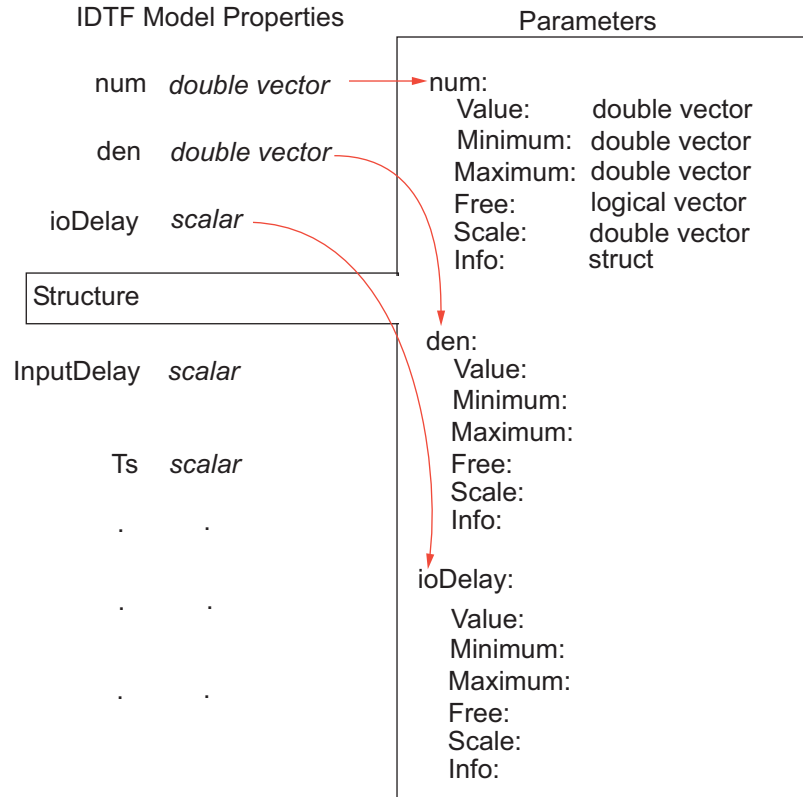 IDTF Model Properties
num double vector
den double vector
ioDelay scalar
Structure
InputDelay scalar
Ts scalar
. .
. .
. .
Parameters
num:
Value: double vector
Minimum: double vector
Maximum: double vector
Free: logical vector
Scale: double vector
Info: struct
den:
Value:
Minimum:
Maximum:
Free:
Scale:
Info:
ioDelay:
Value:
Minimum:
Maximum:
Free:
Scale:
Info: